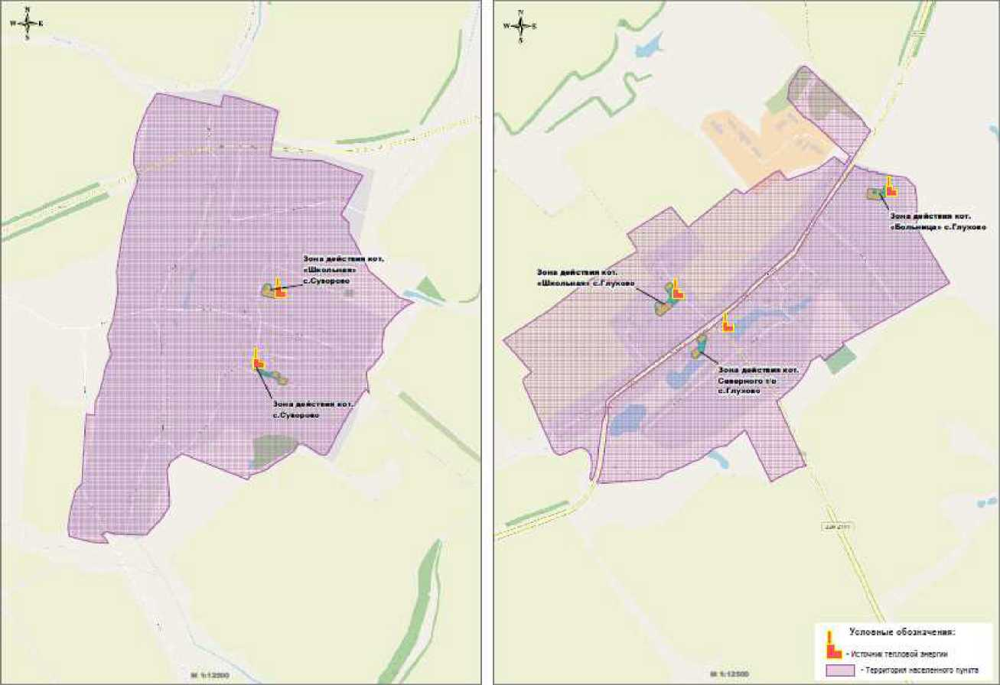 N
W E
S
Зона действия кот.
«Школьная»
с.Суворово
Зона действия кот.
с.Суворово
М 1:12500
N
W E
S
Зона действия кот.
«Больница» с.Глухово
Зона действия кот.
«Школьная» с.Глухово
Зона действия кот.
Северного т/о
с.Глухово
М 1:12500
Условные обозначения:
- Источник тепловой энергии
- Территория населенного пункта